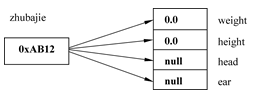 zhubajie
0xAB12
0.0 weight
0.0 height
null head
null ear